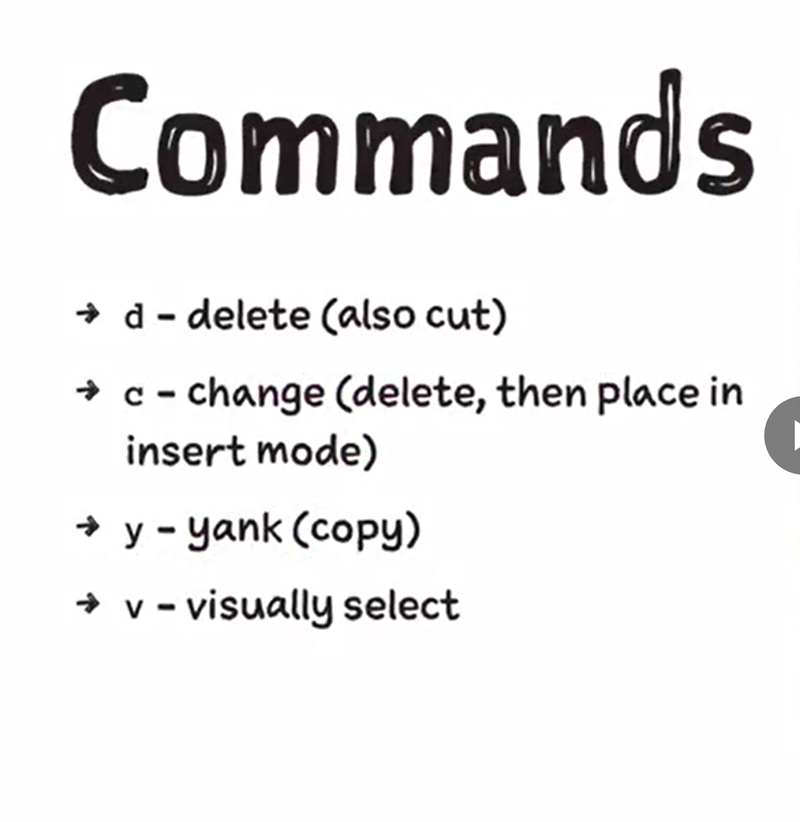 Commands
→ d – delete (also cut)
→ c – change (delete, then place in
insert mode)
→ y – yank (copy)
→ v – visually select